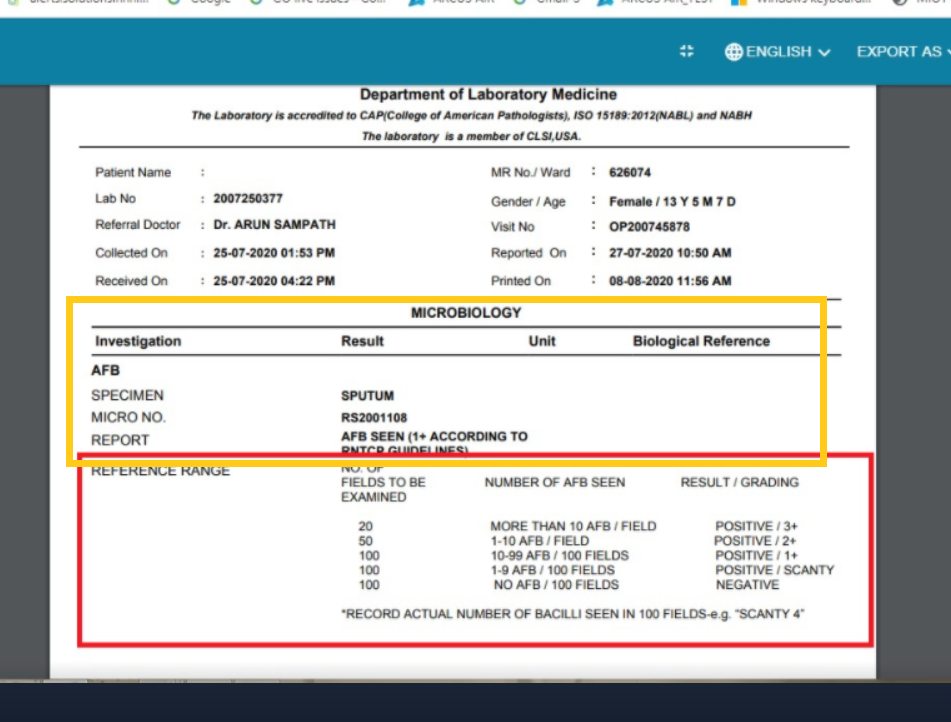 Google
ENGLISH
EXPORT AS
Department of Laboratory Medicine
The Laboratory is accredited to CAP(College of American Pathologists), ISO 15189:2012(NABL) and NABH
The laboratory is a member of CLSI,USA.
Patient Name : MR No./ Ward : 626074
Lab No : 2007250377 Gender / Age : Female / 13 Y 5 M 7 D
Referral Doctor : Dr. ARUN SAMPATH Visit No : OP200745878
Collected On : 25-07-2020 01:53 PM Reported On : 27-07-2020 10:50 AM
Received On : 25-07-2020 04:22 PM Printed On : 08-08-2020 11:56 AM
MICROBIOLOGY
Investigation Result Unit Biological Reference
AFB
SPECIMEN SPUTUM
MICRO NO. RS2001108
REPORT AFB SEEN (1+ ACCORDING TO
RNTCP GUIDELINES)
REFERENCE RANGE NO. OF
FIELDS TO BE NUMBER OF AFB SEEN RESULT / GRADING
EXAMINED
20 MORE THAN 10 AFB / FIELD POSITIVE / 3+
50 1-10 AFB / FIELD POSITIVE / 2+
100 10-99 AFB / 100 FIELDS POSITIVE / 1+
100 1-9 AFB / 100 FIELDS POSITIVE / SCANTY
100 NO AFB / 100 FIELDS NEGATIVE
*RECORD ACTUAL NUMBER OF BACILLI SEEN IN 100 FIELDS-e.g. "SCANTY 4"